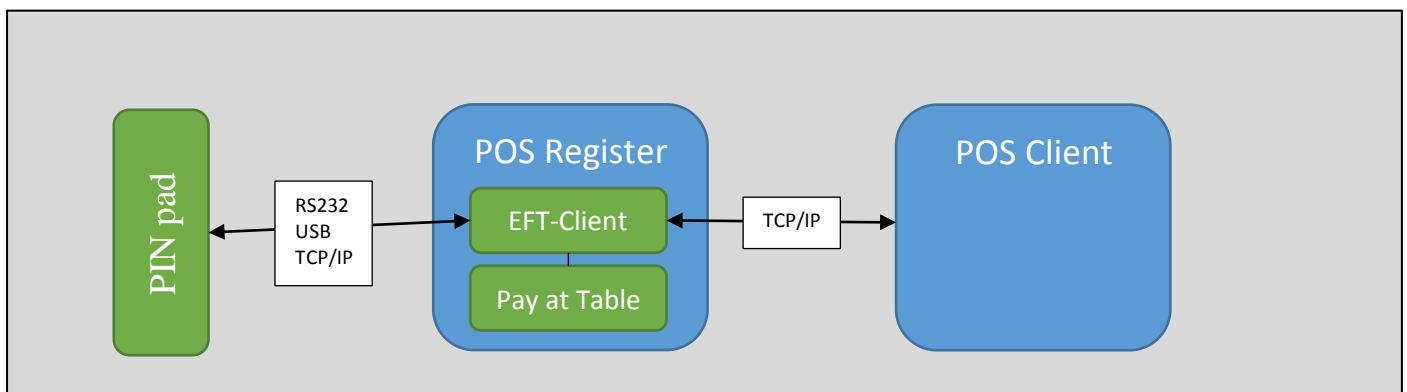 PIN pad
RS232
USB
TCP/IP
POS Register
EFT-Client
Pay at Table
TCP/IP
POS Client